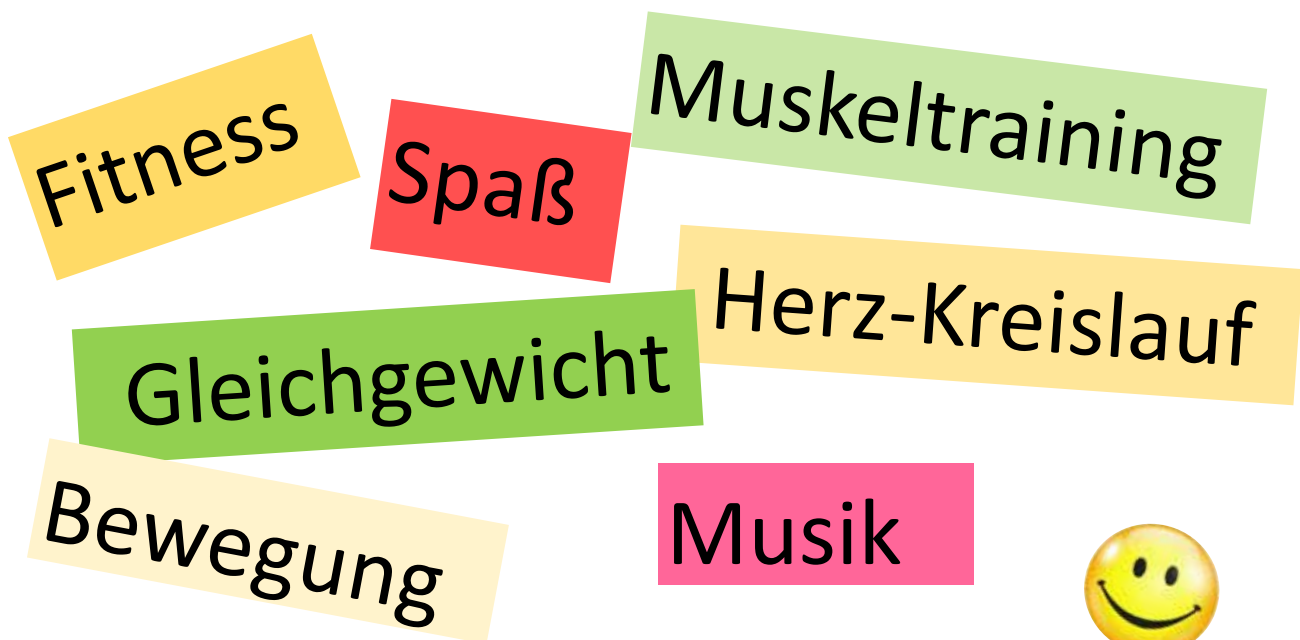 Fitness
Spaß
Muskeltraining
Herz-Kreislauf
Gleichgewicht
Bewegung
Musik